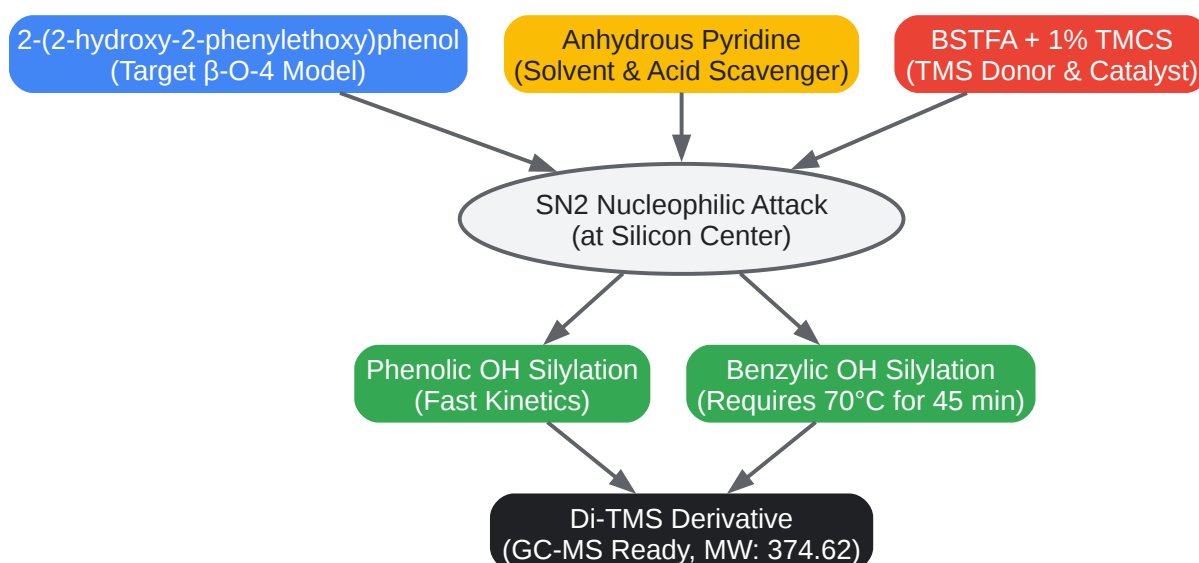 2-(2-hydroxy-2-phenylethoxy)phenol
(Target β-O-4 Model)
Anhydrous Pyridine
(Solvent & Acid Scavenger)
BSTFA + 1% TMCS
(TMS Donor & Catalyst)
SN2 Nucleophilic Attack
(at Silicon Center)
Phenolic OH Silylation
(Fast Kinetics)
Benzylic OH Silylation
(Requires 70°C for 45 min)
Di-TMS Derivative
(GC-MS Ready, MW: 374.62)